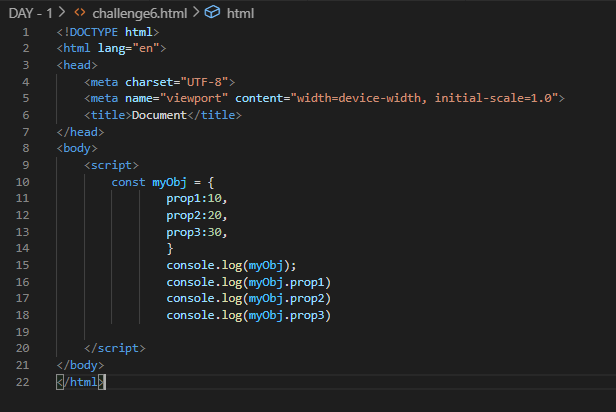 DAY - 1 > <> challenge6.html > html
1 <!DOCTYPE html>
2 <html lang="en">
3 <head>
4     <meta charset="UTF-8">
5     <meta name="viewport" content="width=device-width, initial-scale=1.0">
6     <title>Document</title>
7 </head>
8 <body>
9     <script>
10         const myObj = {
11                 prop1:10,
12                 prop2:20,
13                 prop3:30,
14                 }
15                 console.log(myObj);
16                 console.log(myObj.prop1)
17                 console.log(myObj.prop2)
18                 console.log(myObj.prop3)
19
20     </script>
21 </body>
22 </html>